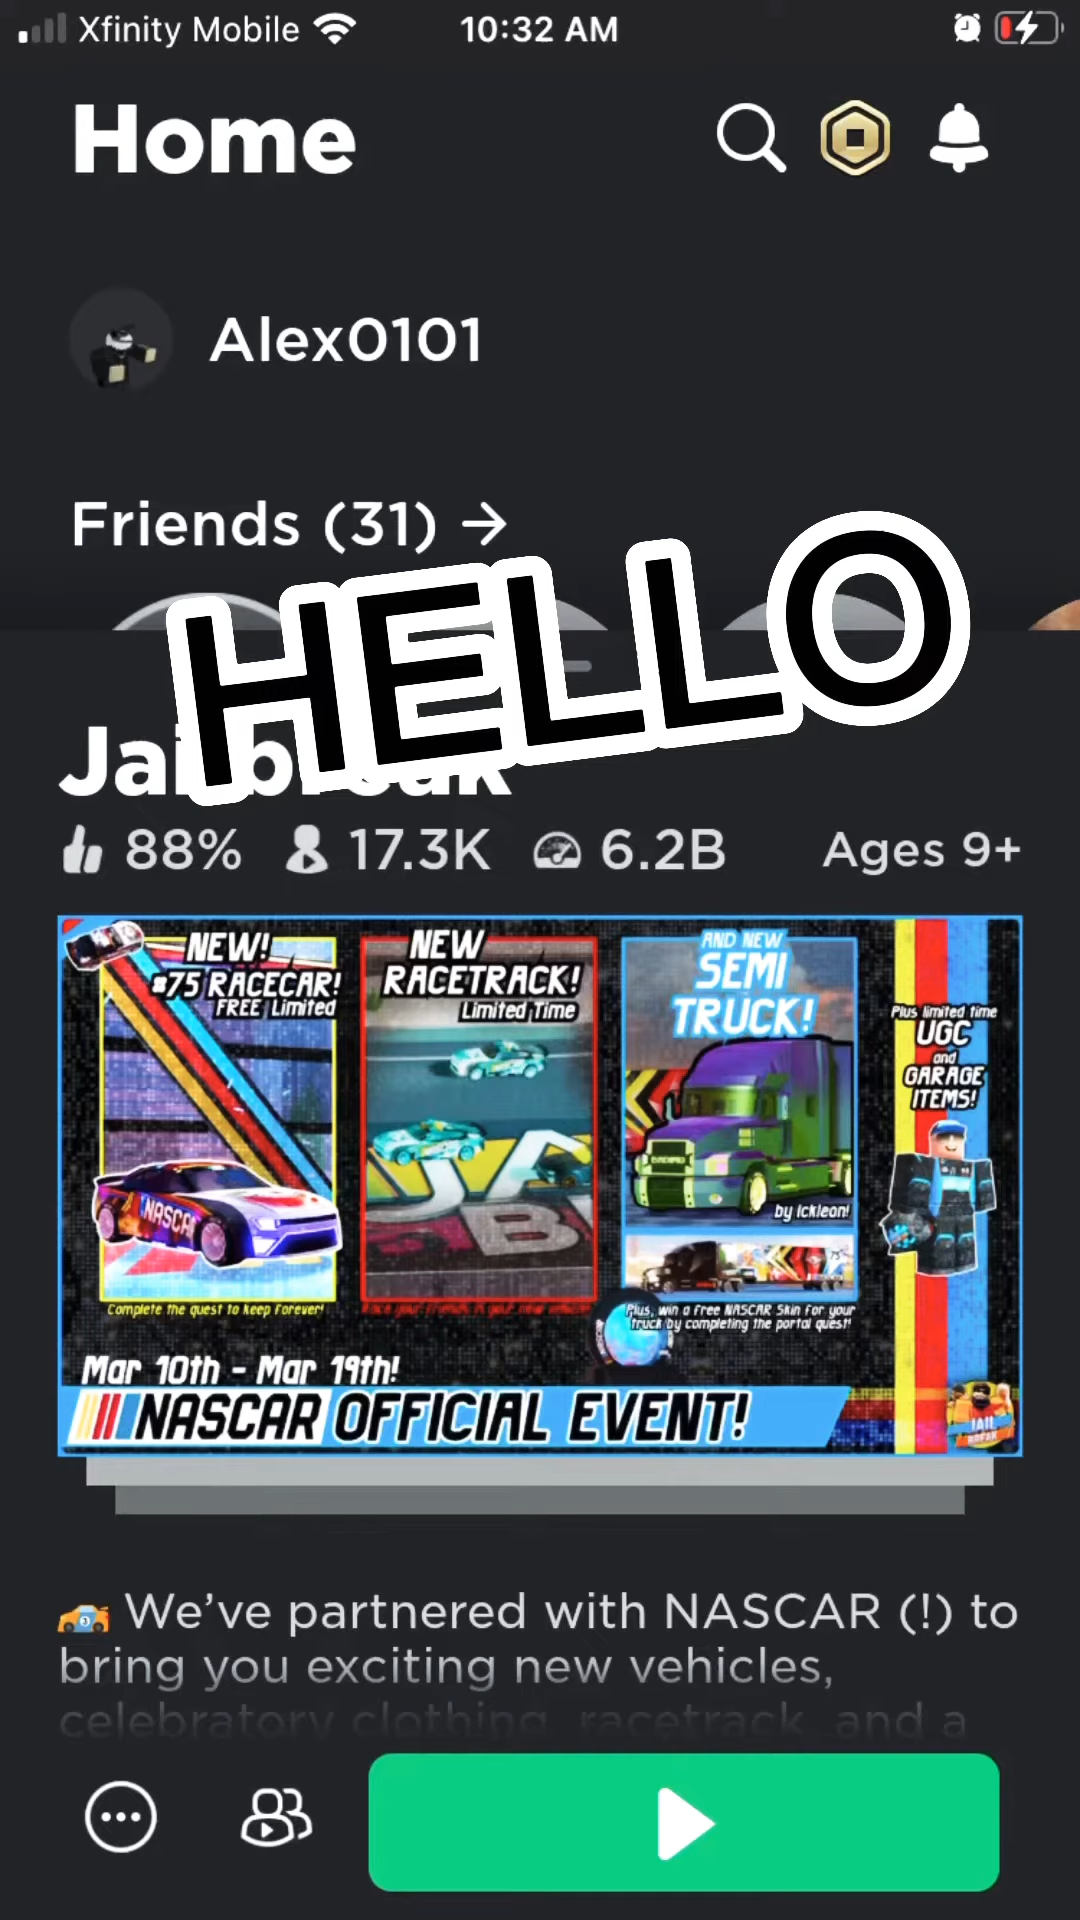 Xfinity Mobile 10:32 AM
Home
Alex0101
Friends (31) →
HELLO
Jailbreak
88% 17.3K 6.2B Ages 9+
NEW!
#75 RACECAR!
FREE Limited
Complete the quest to keep forever!
NEW
RACETRACK!
Limited Time
AND NEW
SEMI
TRUCK!
by Ickleon!
Plus, win a free NASCAR Skin for your
truck by completing the portal quest!
Plus limited time
UGC
and
GARAGE
ITEMS!
NASCAR
Mar 10th - Mar 19th!
NASCAR OFFICIAL EVENT!
JAIL
BREAK
We've partnered with NASCAR (!) to
bring you exciting new vehicles,
celebratory clothing, racetrack, and a